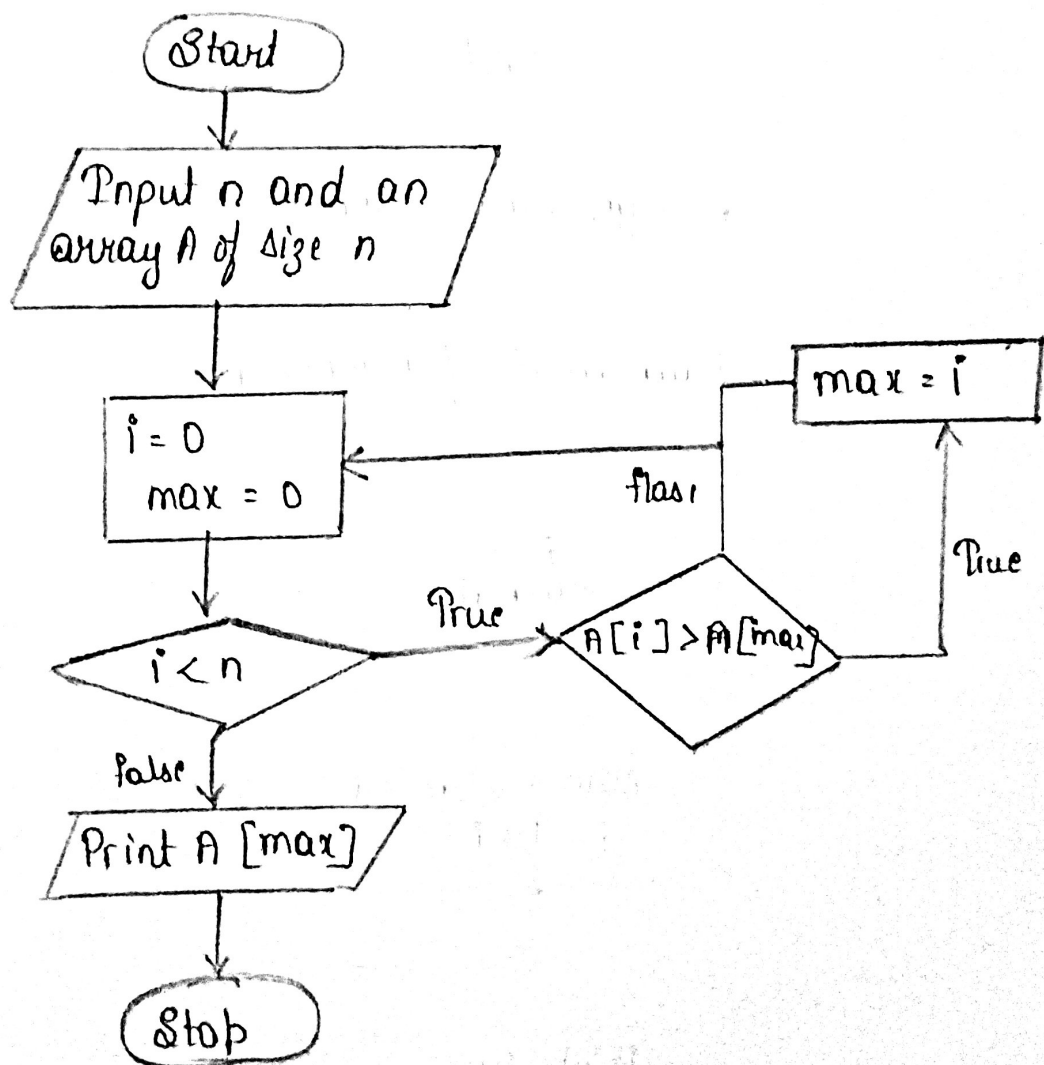 Start
Input n and an
array A of size n
i = 0
max = 0
max = i
flase
True
True
i < n
A[i] > A[max]
false
Print A [max]
Stop